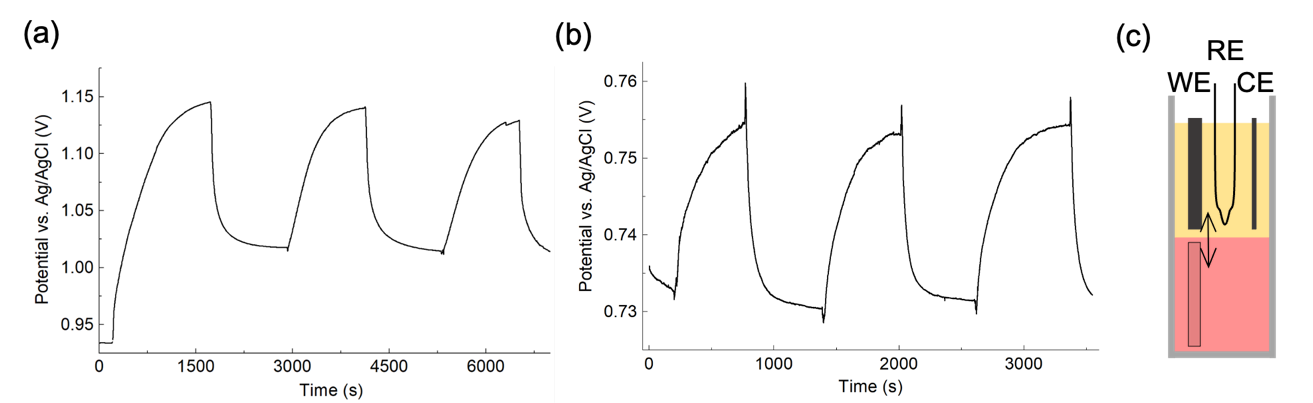 (a)
Potential vs. Ag/AgCl (V)
1.15
1.10
1.05
1.00
0.95
0 1500 3000 4500 6000
Time (s)
(b)
Potential vs. Ag/AgCl (V)
0.76
0.75
0.74
0.73
0 1000 2000 3000
Time (s)
(c)
RE
WE CE